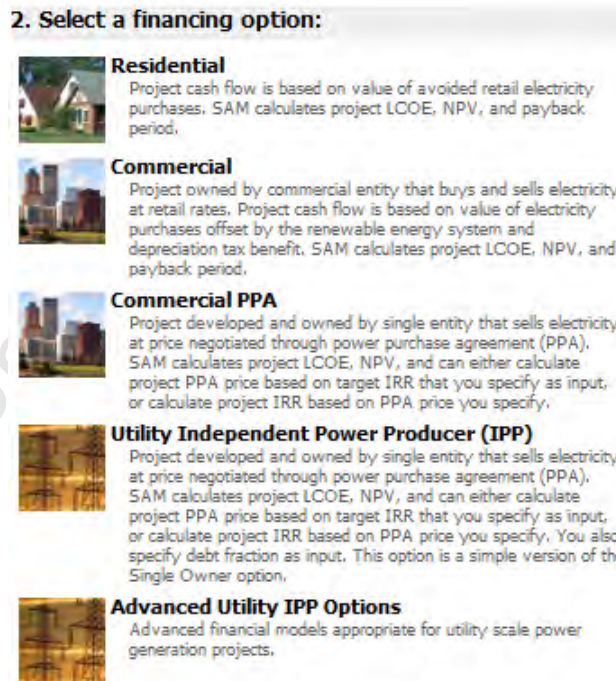 2. Select a financing option:
Residential
Project cash flow is based on value of avoided retail electricity
purchases. SAM calculates project LCOE, NPV, and payback
period.
Commercial
Project owned by commercial entity that buys and sells electricity
at retail rates. Project cash flow is based on value of electricity
purchases offset by the renewable energy system and
depreciation tax benefit. SAM calculates project LCOE, NPV, and
payback period.
Commercial PPA
Project developed and owned by single entity that sells electricity
at price negotiated through power purchase agreement (PPA).
SAM calculates project LCOE, NPV, and can either calculate
project PPA price based on target IRR that you specify as input,
or calculate project IRR based on PPA price you specify.
Utility Independent Power Producer (IPP)
Project developed and owned by single entity that sells electricity
at price negotiated through power purchase agreement (PPA).
SAM calculates project LCOE, NPV, and can either calculate
project PPA price based on target IRR that you specify as input,
or calculate project IRR based on PPA price you specify. You also
specify debt fraction as input. This option is a simple version of th
Single Owner option.
Advanced Utility IPP Options
Advanced financial models appropriate for utility scale power
generation projects.